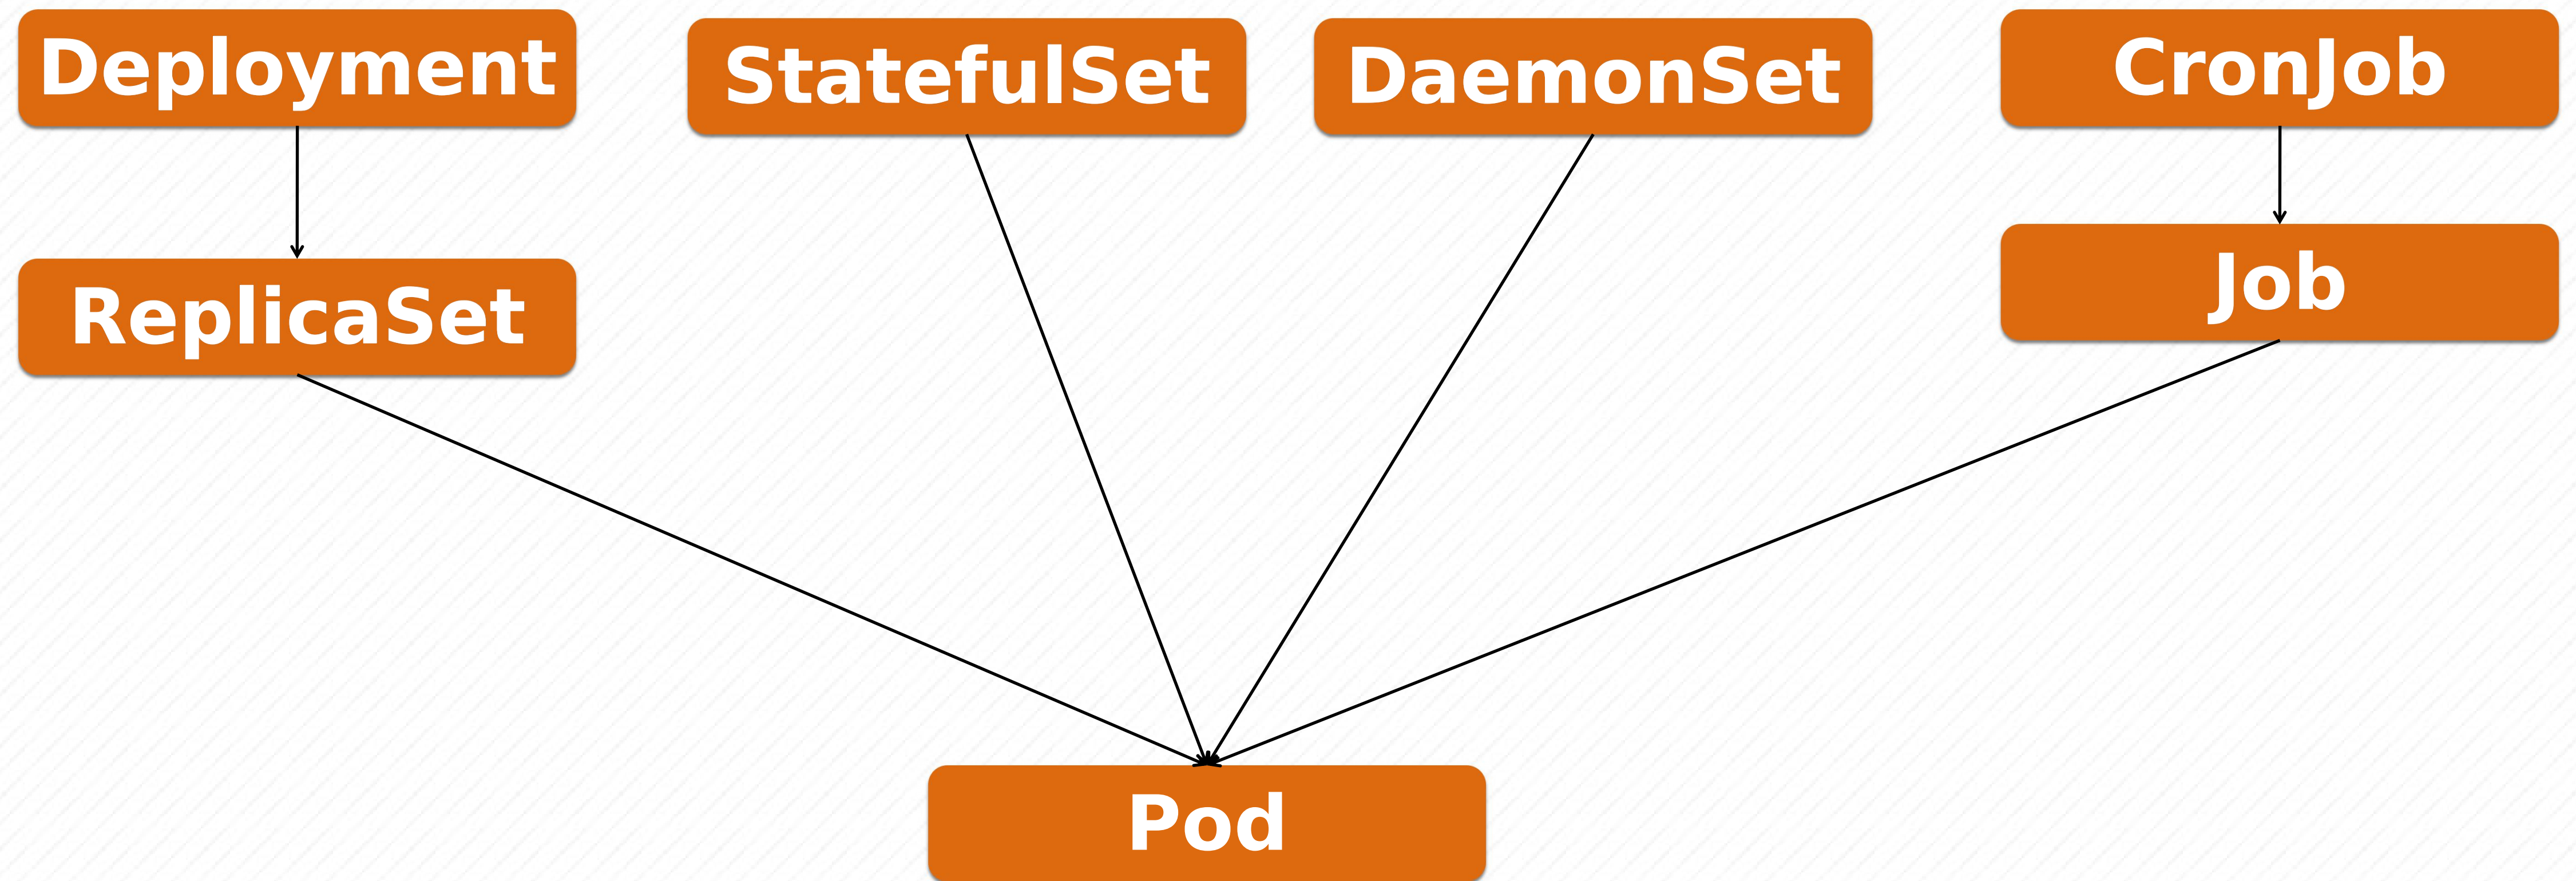 Deployment
StatefulSet
DaemonSet
CronJob
ReplicaSet
Job
Pod